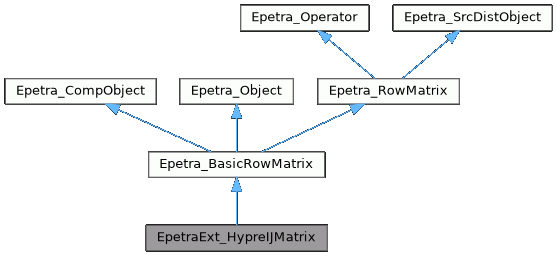 Epetra_Operator
Epetra_SrcDistObject
Epetra_CompObject
Epetra_Object
Epetra_RowMatrix
Epetra_BasicRowMatrix
EpetraExt_HypreIJMatrix